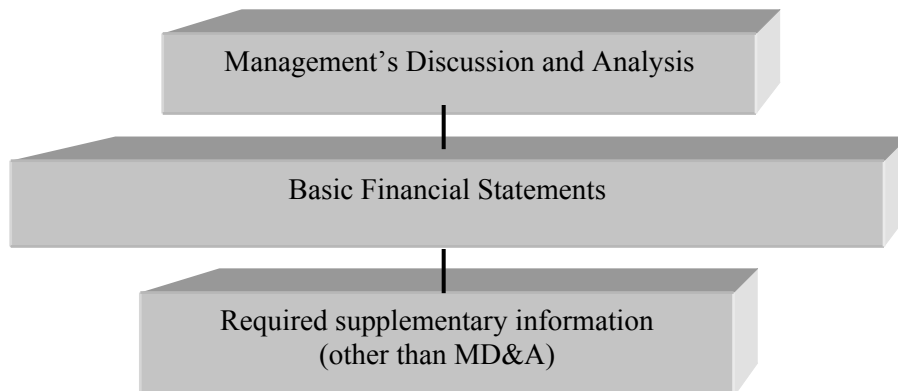 Management’s Discussion and Analysis
Basic Financial Statements
Required supplementary information
(other than MD&A)